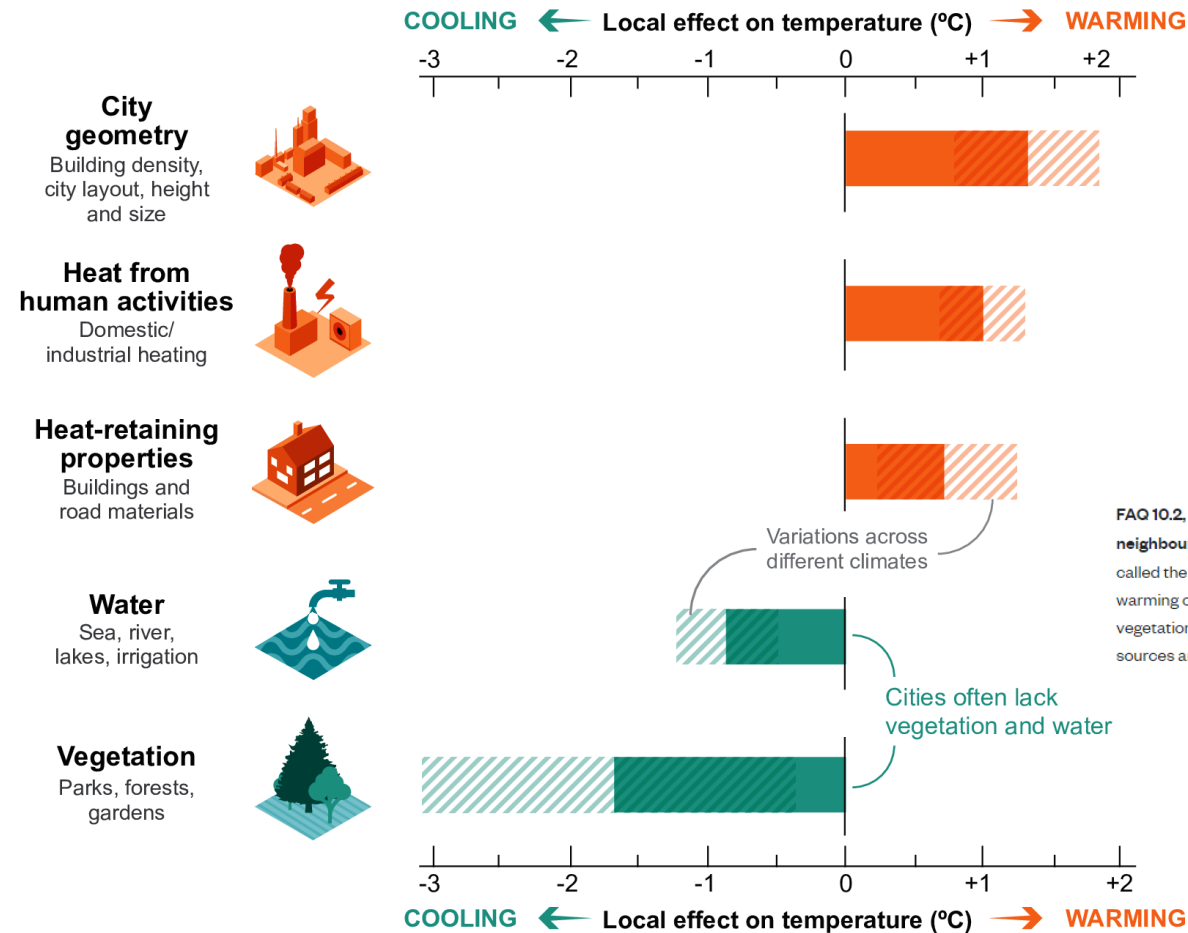 COOLING Local effect on temperature (ºC) WARMING
-3 -2 -1 0 +1 +2
City
geometry
Building density,
city layout, height
and size
Heat from
human activities
Domestic/
industrial heating
Heat-retaining
properties
Buildings and
road materials
Variations across
different climates
FAQ 10.2,
neighbou
called the
warming o
vegetation
sources a
Water
Sea, river,
lakes, irrigation
Cities often lack
vegetation and water
Vegetation
Parks, forests,
gardens
-3 -2 -1 0 +1 +2
COOLING Local effect on temperature (ºC) WARMING